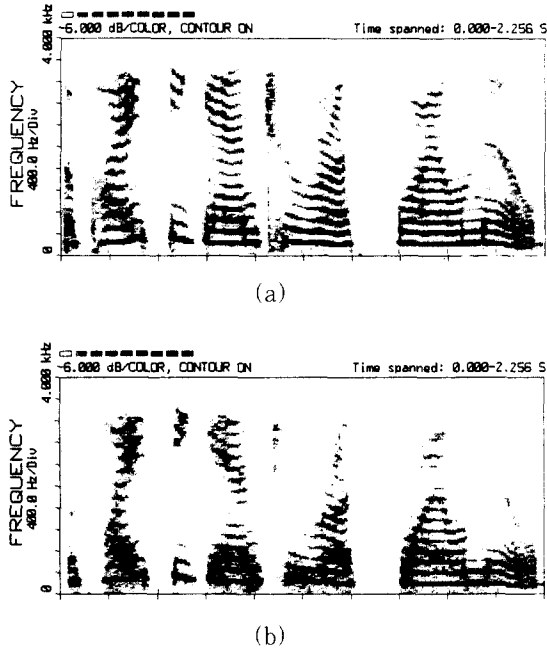 -6.000 dB/COLOR, CONTOUR ON Time spanned: 0.000-2.256 S
4.000 kHz
FREQUENCY
400.0 Hz/Div
0
(a)
-6.000 dB/COLOR, CONTOUR ON Time spanned: 0.000-2.256 S
4.000 kHz
FREQUENCY
400.0 Hz/Div
0
(b)